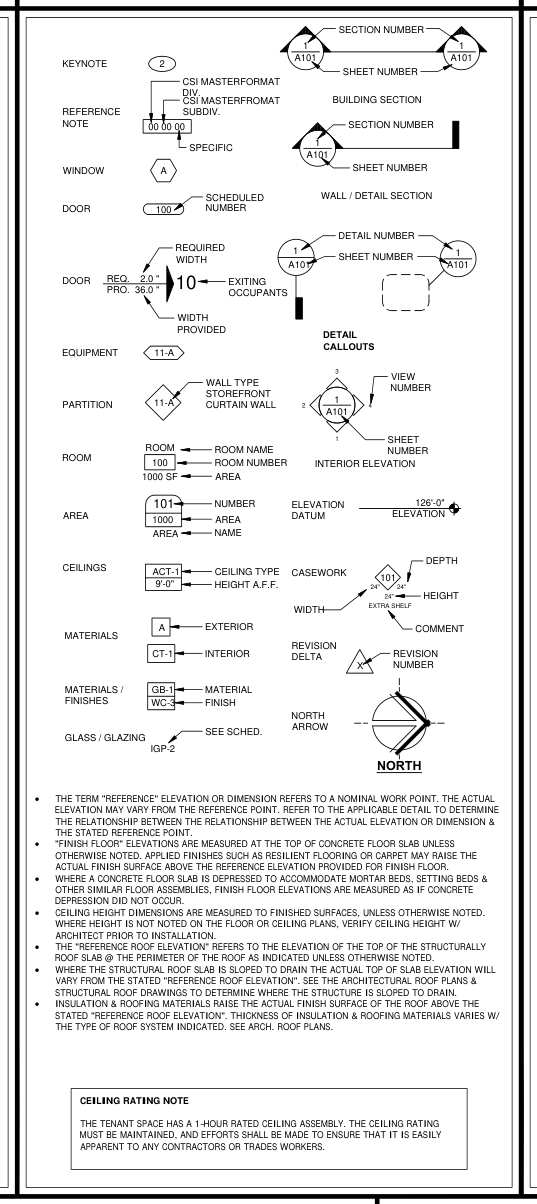 KEYNOTE
2
CSI MASTERFORMAT
DIV.
CSI MASTERFROMAT
SUBDIV.
REFERENCE
NOTE
00 00 00
SPECIFIC
WINDOW
A
DOOR
100
SCHEDULED
NUMBER
REQUIRED
WIDTH
DOOR
REQ. 2.0 "
PRO. 36.0 "
10
EXITING
OCCUPANTS
WIDTH
PROVIDED
EQUIPMENT
11-A
PARTITION
11-A
WALL TYPE
STOREFRONT
CURTAIN WALL
ROOM
ROOM
100
1000 SF
ROOM NAME
ROOM NUMBER
AREA
AREA
101
1000
AREA
NUMBER
AREA
NAME
CEILINGS
ACT-1
9'-0"
CEILING TYPE
HEIGHT A.F.F.
MATERIALS
A
EXTERIOR
CT-1
INTERIOR
MATERIALS /
FINISHES
GB-1
WC-3
MATERIAL
FINISH
GLASS / GLAZING
IGP-2
SEE SCHED.
SECTION NUMBER
1
A101
1
A101
SHEET NUMBER
BUILDING SECTION
SECTION NUMBER
1
A101
SHEET NUMBER
WALL / DETAIL SECTION
DETAIL NUMBER
1
A101
1
A101
SHEET NUMBER
DETAIL
CALLOUTS
3
VIEW
NUMBER
2
1
A101
4
1
SHEET
NUMBER
INTERIOR ELEVATION
ELEVATION
DATUM
126'-0"
ELEVATION
CASEWORK
101
DEPTH
24"
24"
24"
HEIGHT
WIDTH
EXTRA SHELF
COMMENT
REVISION
DELTA
X
REVISION
NUMBER
NORTH
ARROW
NORTH
• THE TERM "REFERENCE" ELEVATION OR DIMENSION REFERS TO A NOMINAL WORK POINT. THE ACTUAL
ELEVATION MAY VARY FROM THE REFERENCE POINT. REFER TO THE APPLICABLE DETAIL TO DETERMINE
THE RELATIONSHIP BETWEEN THE RELATIONSHIP BETWEEN THE ACTUAL ELEVATION OR DIMENSION &
THE STATED REFERENCE POINT.
• "FINISH FLOOR" ELEVATIONS ARE MEASURED AT THE TOP OF CONCRETE FLOOR SLAB UNLESS
OTHERWISE NOTED. APPLIED FINISHES SUCH AS RESILIENT FLOORING OR CARPET MAY RAISE THE
ACTUAL FINISH SURFACE ABOVE THE REFERENCE ELEVATION PROVIDED FOR FINISH FLOOR.
• WHERE A CONCRETE FLOOR SLAB IS DEPRESSED TO ACCOMMODATE MORTAR BEDS, SETTING BEDS &
OTHER SIMILAR FLOOR ASSEMBLIES, FINISH FLOOR ELEVATIONS ARE MEASURED AS IF CONCRETE
DEPRESSION DID NOT OCCUR.
• CEILING HEIGHT DIMENSIONS ARE MEASURED TO FINISHED SURFACES, UNLESS OTHERWISE NOTED.
WHERE HEIGHT IS NOT NOTED ON THE FLOOR OR CEILING PLANS, VERIFY CEILING HEIGHT W/
ARCHITECT PRIOR TO INSTALLATION.
• THE "REFERENCE ROOF ELEVATION" REFERS TO THE ELEVATION OF THE TOP OF THE STRUCTURALLY
ROOF SLAB @ THE PERIMETER OF THE ROOF AS INDICATED UNLESS OTHERWISE NOTED.
• WHERE THE STRUCTURAL ROOF SLAB IS SLOPED TO DRAIN THE ACTUAL TOP OF SLAB ELEVATION WILL
VARY FROM THE STATED "REFERENCE ROOF ELEVATION". SEE THE ARCHITECTURAL ROOF PLANS &
STRUCTURAL ROOF DRAWINGS TO DETERMINE WHERE THE STRUCTURE IS SLOPED TO DRAIN.
• INSULATION & ROOFING MATERIALS RAISE THE ACTUAL FINISH SURFACE OF THE ROOF ABOVE THE
STATED "REFERENCE ROOF ELEVATION". THICKNESS OF INSULATION & ROOFING MATERIALS VARIES W/
THE TYPE OF ROOF SYSTEM INDICATED. SEE ARCH. ROOF PLANS.
CEILING RATING NOTE
THE TENANT SPACE HAS A 1-HOUR RATED CEILING ASSEMBLY. THE CEILING RATING
MUST BE MAINTAINED, AND EFFORTS SHALL BE MADE TO ENSURE THAT IT IS EASILY
APPARENT TO ANY CONTRACTORS OR TRADES WORKERS.